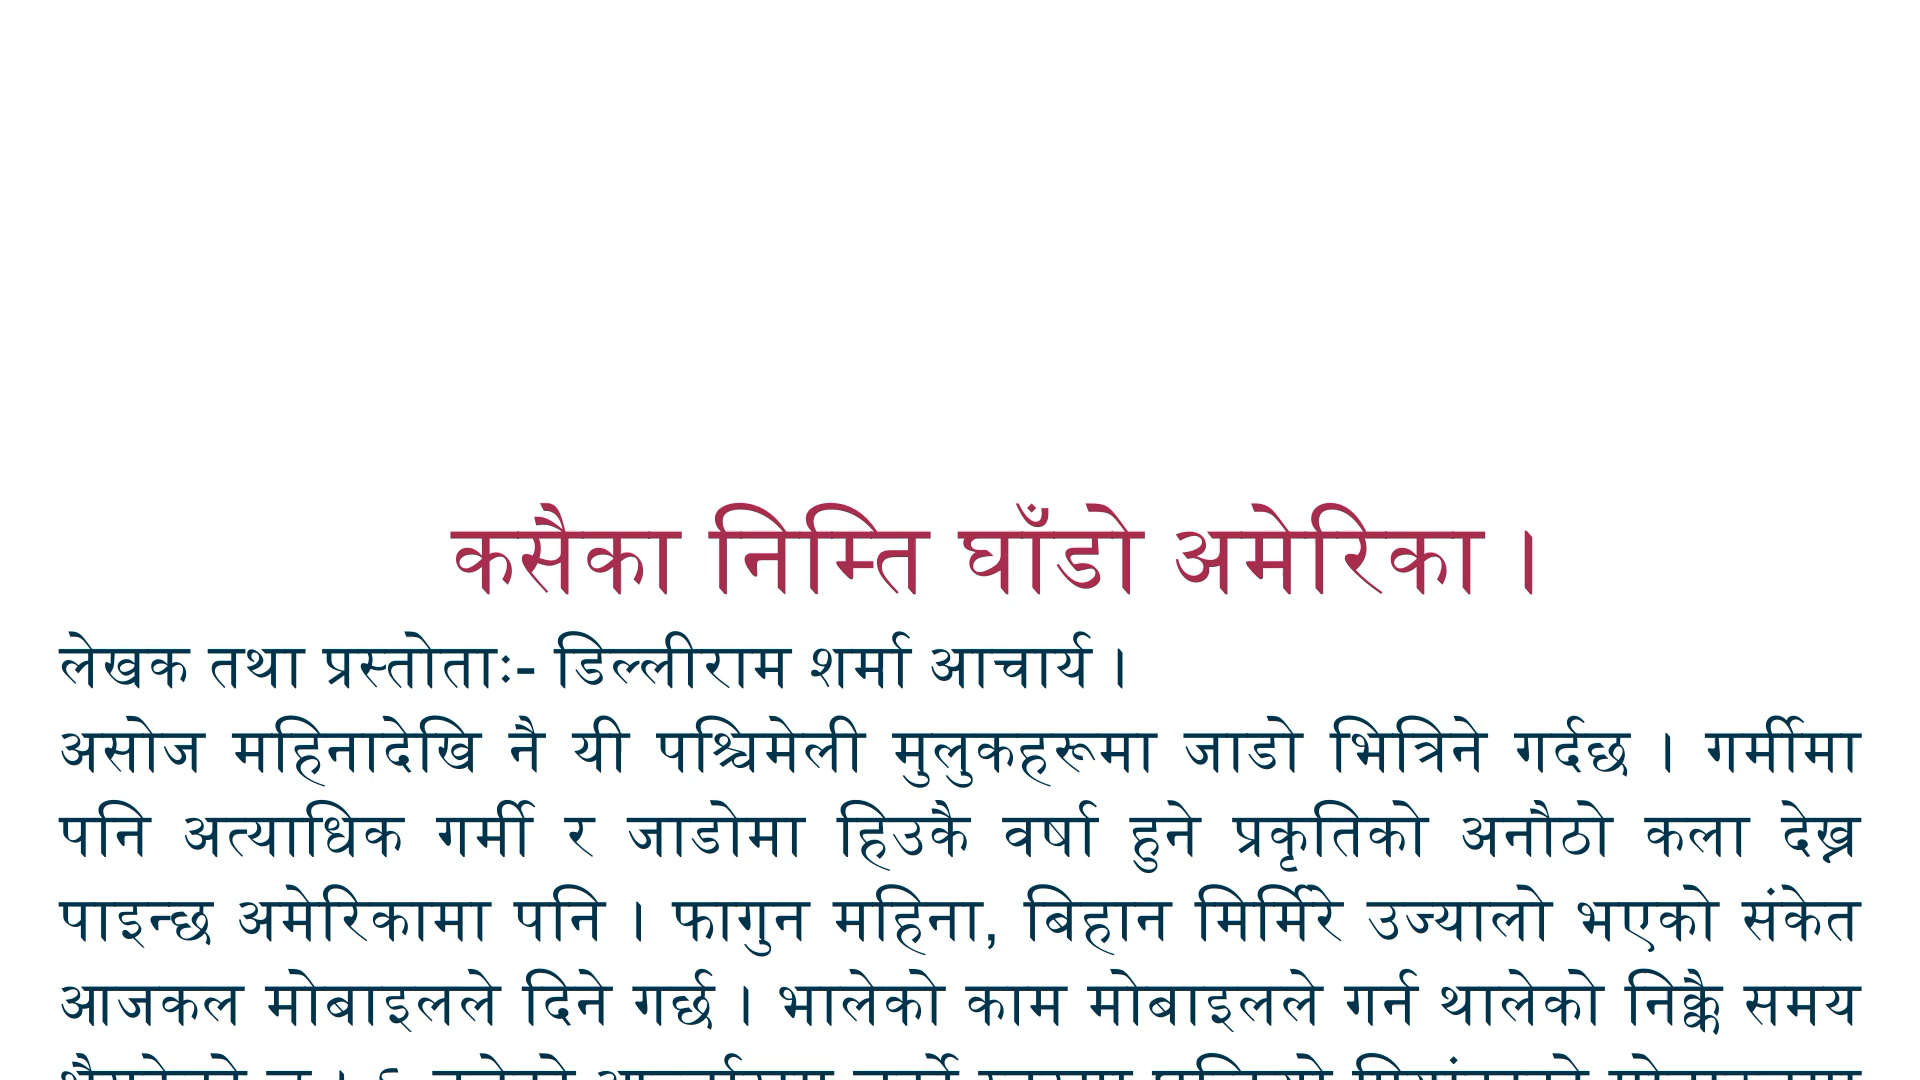 कसैका निम्ति घाँडो अमेरिका ।
लेखक तथा प्रस्तोताः- डिल्लीराम शर्मा आचार्य ।
असोज महिनादेखि नै यी पश्चिमेली मुलुकहरूमा जाडो भित्रिने गर्दछ । गर्मीमा
पनि अत्याधिक गर्मी र जाडोमा हिउकै वर्षा हुने प्रकृतिको अनौठो कला देख्न
पाइन्छ अमेरिकामा पनि । फागुन महिना, बिहान मिर्मिरे उज्यालो भएको संकेत
आजकल मोबाइलले दिने गर्छ । भालेको काम मोबाइलले गर्न थालेको निक्कै समय